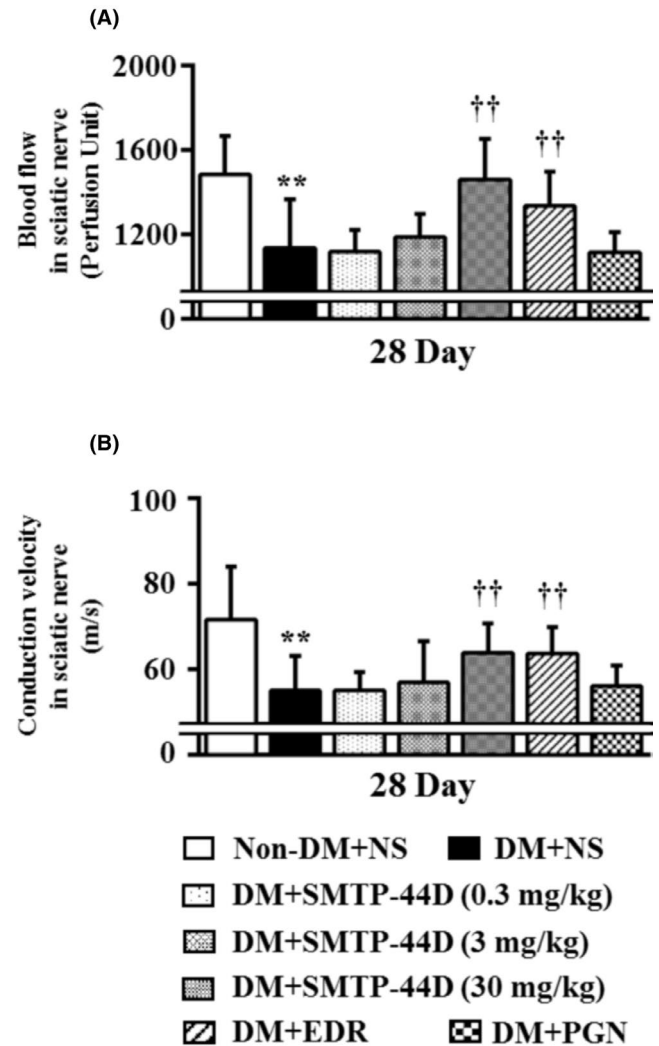 (A)
Blood flow
in sciatic nerve
(Perfusion Unit)
2000
1600
1200
0
**
††
††
28 Day
(B)
Conduction velocity
in sciatic nerve
(m/s)
100
80
60
0
**
††
††
28 Day
Non-DM+NS DM+NS
DM+SMTP-44D (0.3 mg/kg)
DM+SMTP-44D (3 mg/kg)
DM+SMTP-44D (30 mg/kg)
DM+EDR DM+PGN